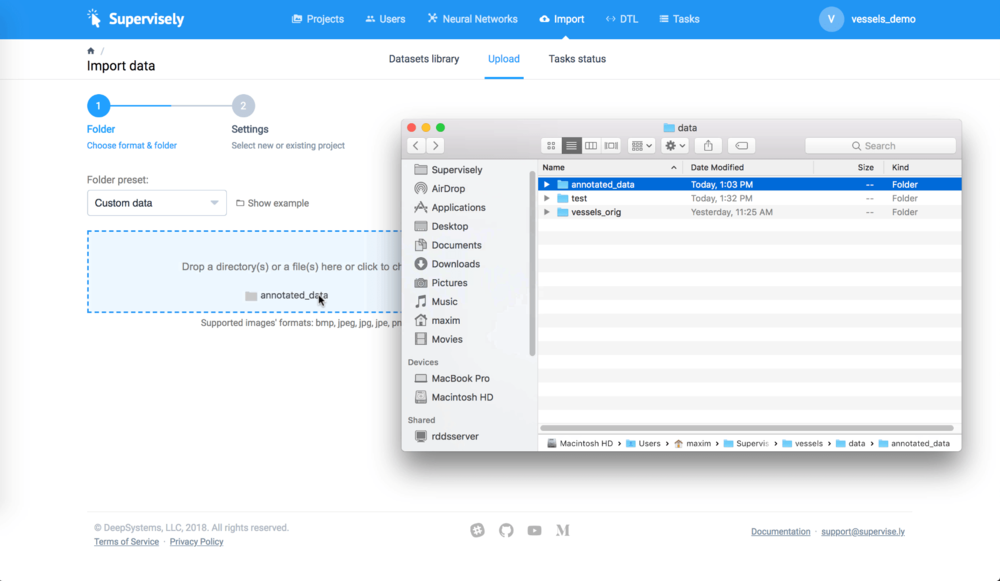 Supervisely
Projects
Users
Neural Networks
Import
DTL
Tasks
V
vessels_demo
/
Import data
Datasets library
Upload
Tasks status
1
2
Folder
Choose format & folder
Settings
Select new or existing project
Folder preset:
Custom data
Show example
Drop a directory(s) or a file(s) here or click to ch
annotated_data
Supported images' formats: bmp, jpeg, jpg, jpe, pn
data
Search
Supervisely
AirDrop
Applications
Desktop
Documents
Downloads
Pictures
Music
maxim
Movies
Devices
MacBook Pro
Macintosh HD
Shared
rddsserver
Name Date Modified Size Kind
annotated_data Today, 1:03 PM -- Folder
test Today, 1:32 PM -- Folder
vessels_orig Yesterday, 11:25 AM -- Folder
Macintosh HD › Users › maxim › Supervis › vessels › data › annotated_data
© DeepSystems, LLC, 2018. All rights reserved.
Terms of Service · Privacy Policy
M
Documentation · support@supervise.ly